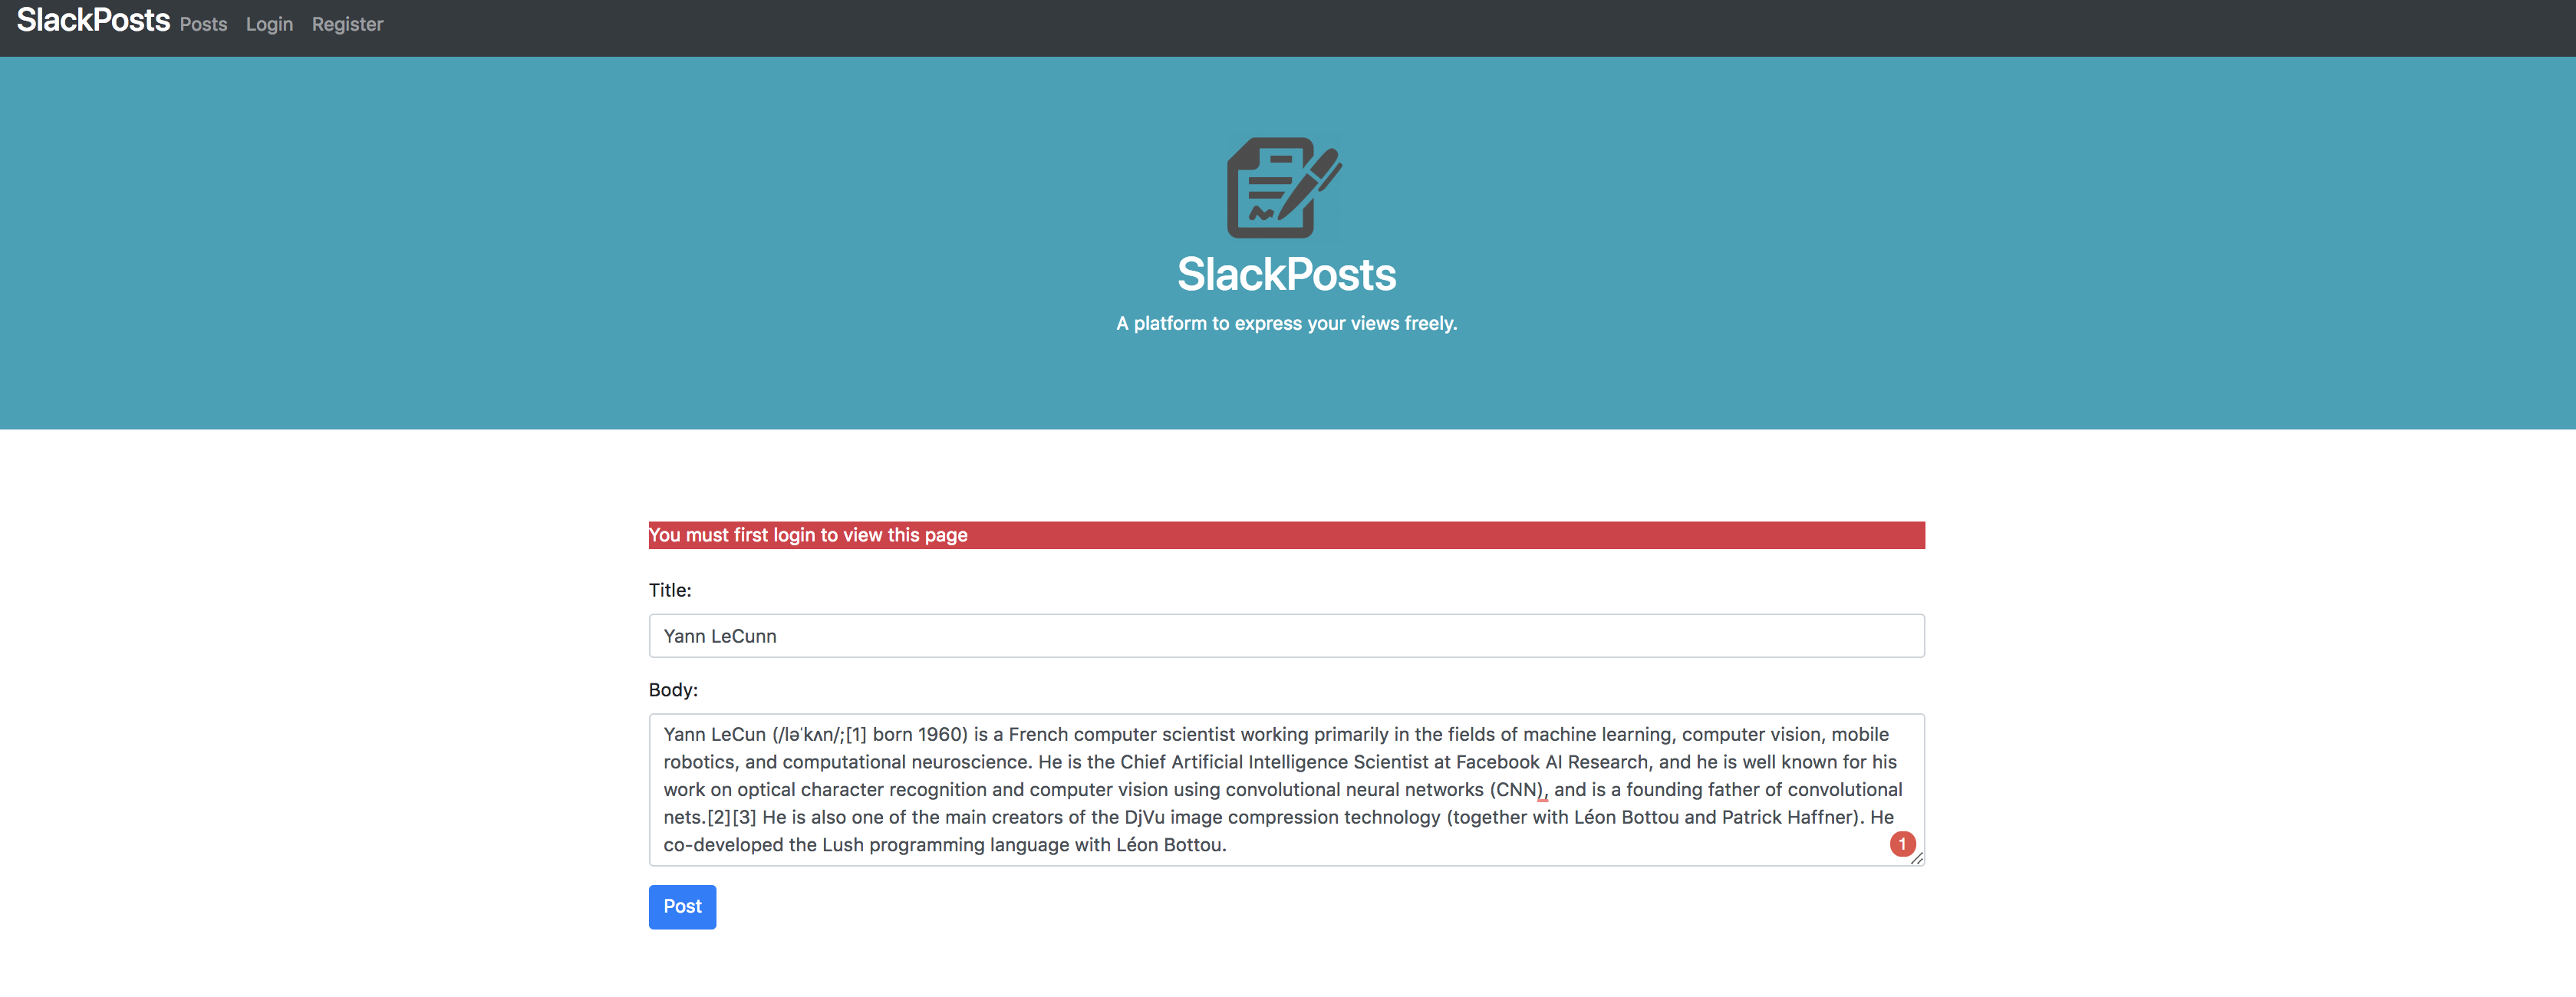 SlackPosts Posts Login Register
SlackPosts
A platform to express your views freely.
You must first login to view this page
Title:
Yann LeCunn
Body:
Yann LeCun (/ləˈkʌn/;[1] born 1960) is a French computer scientist working primarily in the fields of machine learning, computer vision, mobile
robotics, and computational neuroscience. He is the Chief Artificial Intelligence Scientist at Facebook AI Research, and he is well known for his
work on optical character recognition and computer vision using convolutional neural networks (CNN), and is a founding father of convolutional
nets.[2][3] He is also one of the main creators of the DjVu image compression technology (together with Léon Bottou and Patrick Haffner). He
co-developed the Lush programming language with Léon Bottou.
1
Post